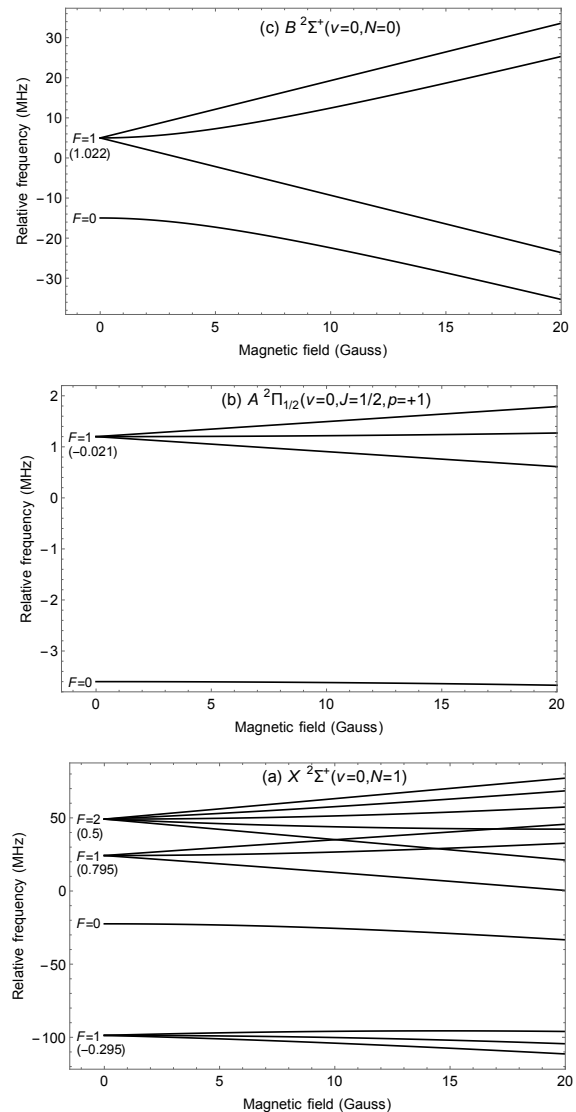 (c) B ²Σ⁺(v=0,N=0)
30
20
10
0
−10
−20
−30
F=1
(1.022)
F=0
Relative frequency (MHz)
0 5 10 15 20
Magnetic field (Gauss)
(b) A ²Π₁/₂(v=0,J=1/2,p=+1)
2
1
0
−1
−2
−3
F=1
(−0.021)
F=0
Relative frequency (MHz)
0 5 10 15 20
Magnetic field (Gauss)
(a) X ²Σ⁺(v=0,N=1)
50
0
−50
−100
F=2
(0.5)
F=1
(0.795)
F=0
F=1
(−0.295)
Relative frequency (MHz)
0 5 10 15 20
Magnetic field (Gauss)